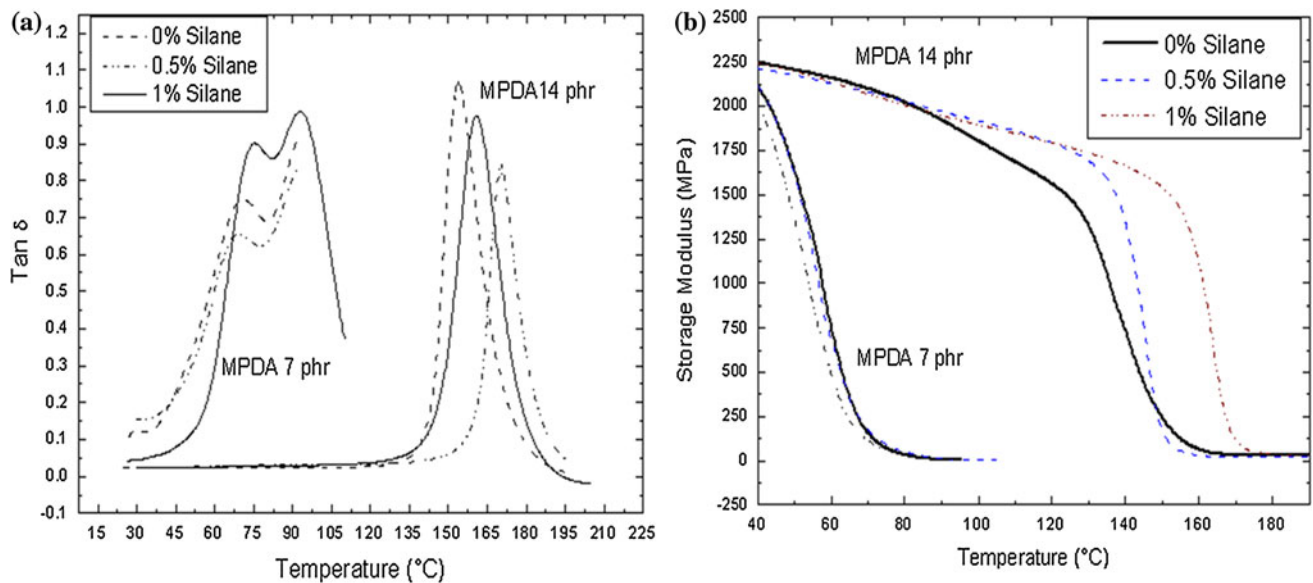 (a)
0% Silane
0.5% Silane
1% Silane
MPDA14 phr
MPDA 7 phr
Tan δ
1.2
1.1
1.0
0.9
0.8
0.7
0.6
0.5
0.4
0.3
0.2
0.1
0.0
-0.1
15 30 45 60 75 90 105 120 135 150 165 180 195 210 225
Temperature (°C)
(b)
MPDA 14 phr
0% Silane
0.5% Silane
1% Silane
MPDA 7 phr
Storage Modulus (MPa)
2500
2250
2000
1750
1500
1250
1000
750
500
250
0
-250
40 60 80 100 120 140 160 180
Temperature (°C)